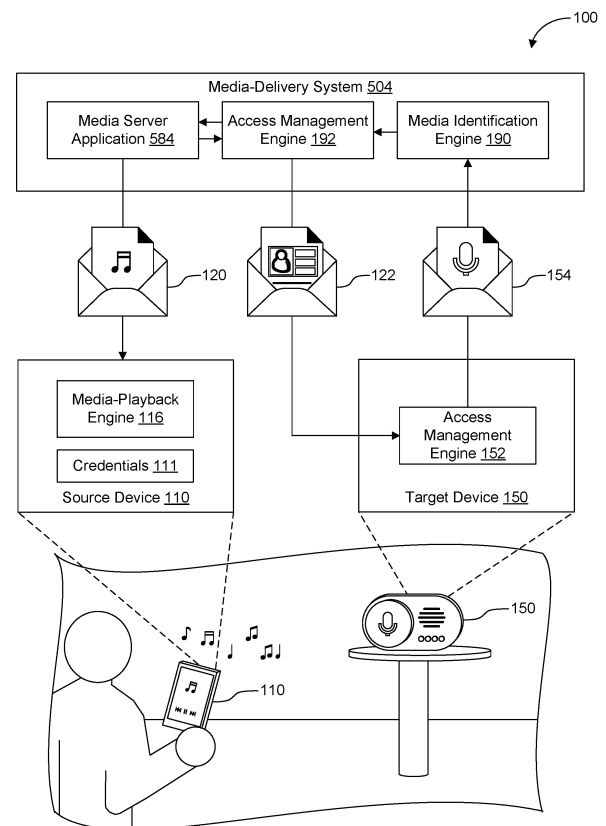 100
Media-Delivery System 504
Media Server
Application 584
Access Management
Engine 192
Media Identification
Engine 190
120
122
154
Media-Playback
Engine 116
Credentials 111
Source Device 110
Access
Management
Engine 152
Target Device 150
150
110